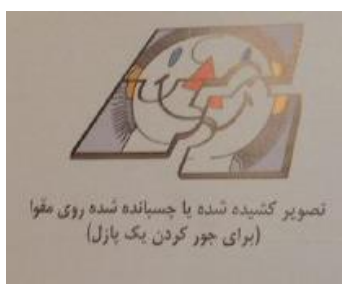 تصویر کشیده شده یا چسبانده شده روی مقوا
(برای جور کردن یک پازل)